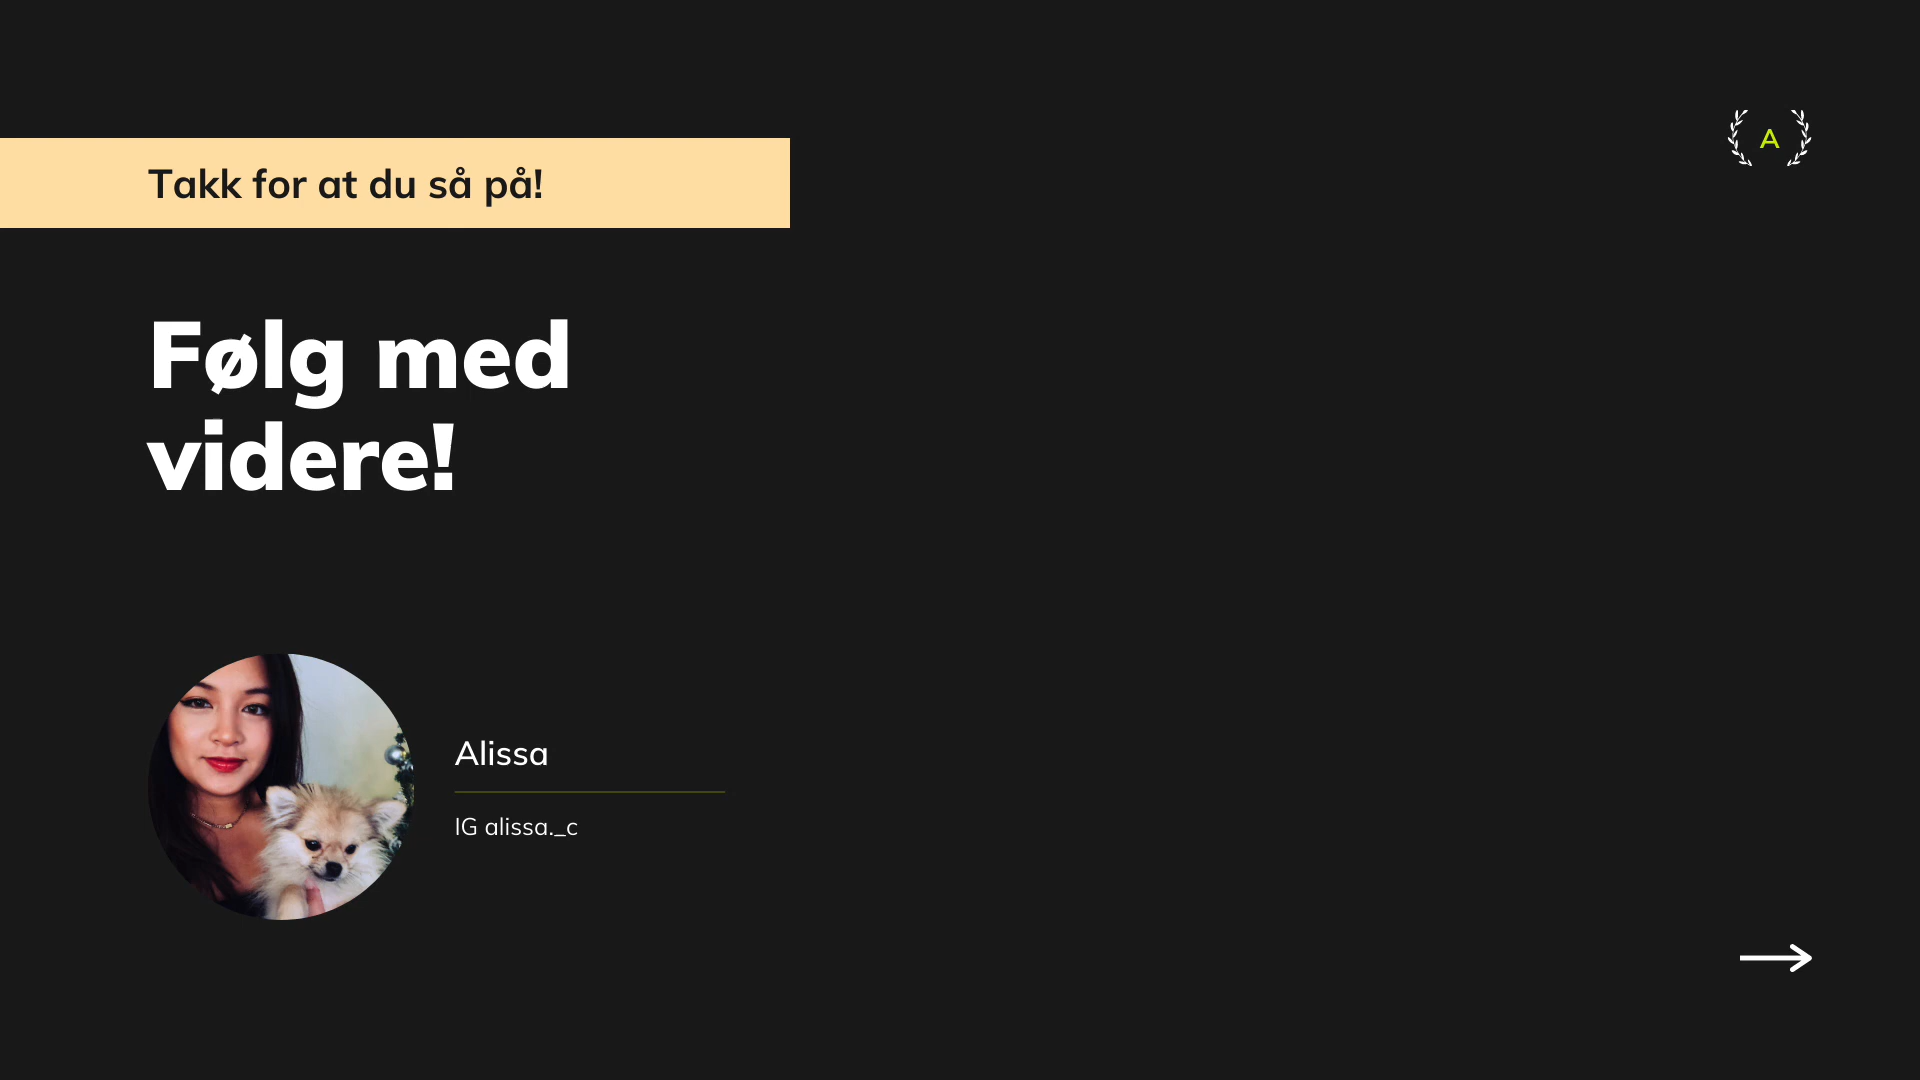 A
Takk for at du så på!
Følg med
videre!
Alissa
IG alissa._c